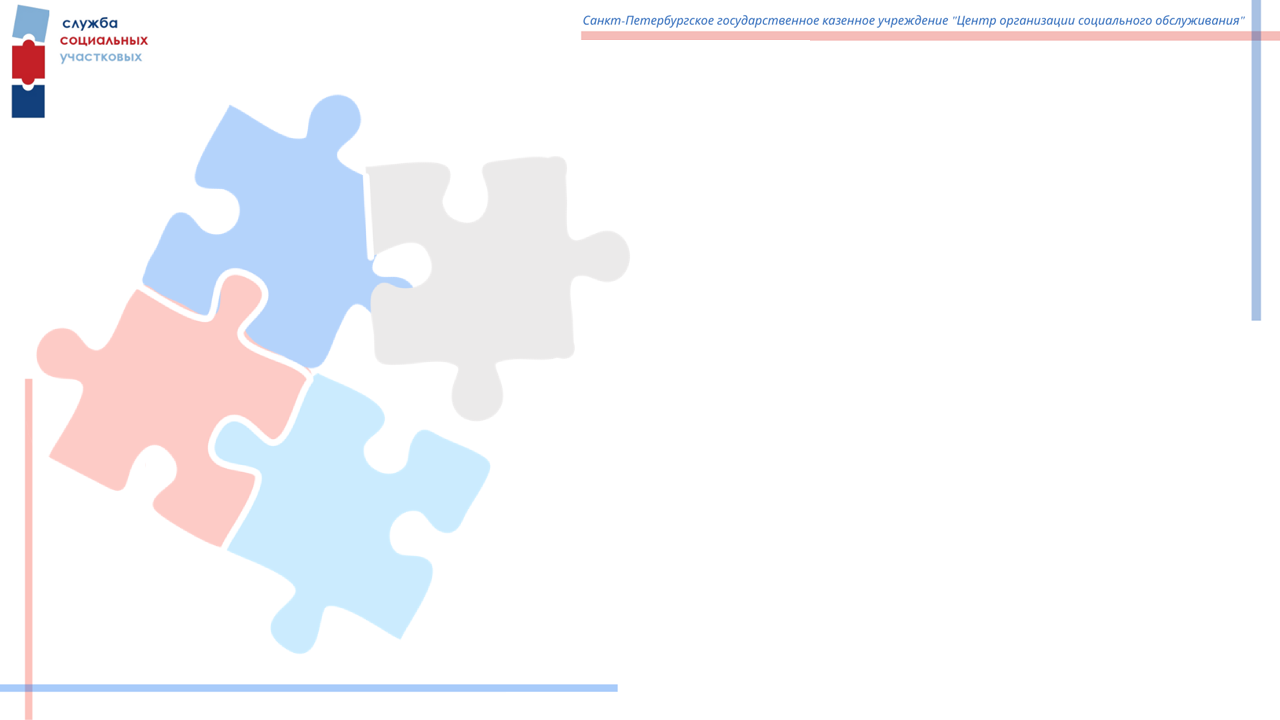 служба
социальных
участковых
Санкт-Петербургское государственное казенное учреждение "Центр организации социального обслуживания"